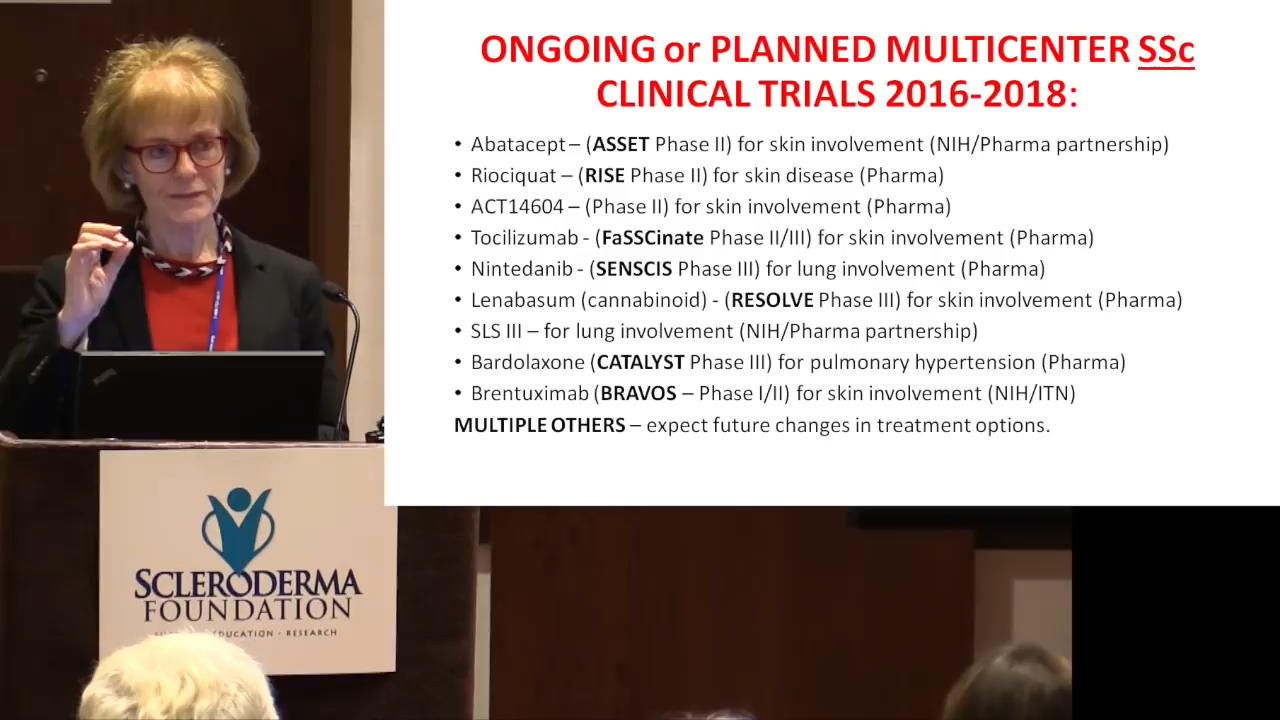 ONGOING or PLANNED MULTICENTER SSc
CLINICAL TRIALS 2016-2018:
• Abatacept – (ASSET Phase II) for skin involvement (NIH/Pharma partnership)
• Riociquat – (RISE Phase II) for skin disease (Pharma)
• ACT14604 – (Phase II) for skin involvement (Pharma)
• Tocilizumab - (FaSSCinate Phase II/III) for skin involvement (Pharma)
• Nintedanib - (SENSCIS Phase III) for lung involvement (Pharma)
• Lenabasum (cannabinoid) - (RESOLVE Phase III) for skin involvement (Pharma)
• SLS III – for lung involvement (NIH/Pharma partnership)
• Bardolaxone (CATALYST Phase III) for pulmonary hypertension (Pharma)
• Brentuximab (BRAVOS – Phase I/II) for skin involvement (NIH/ITN)
MULTIPLE OTHERS – expect future changes in treatment options.
SCLERODERMA
FOUNDATION
EDUCATION · RESEARCH